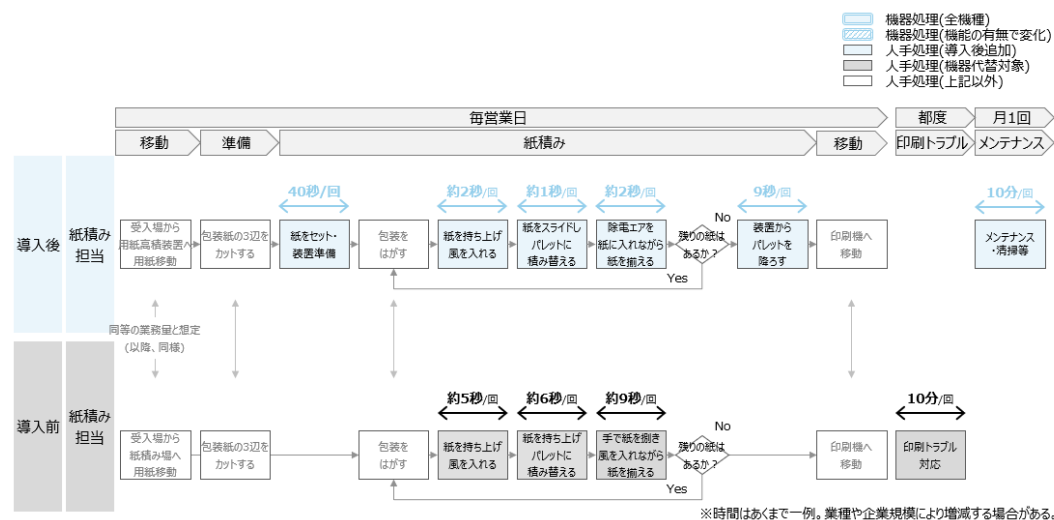 機器処理(全機種)
機器処理(機能の有無で変化)
人手処理(導入後追加)
人手処理(機器代替対象)
人手処理(上記以外)
毎営業日
都度
月1回
移動
準備
紙積み
移動
印刷トラブル
メンテナンス
導入後
紙積み
担当
40秒/回
約2秒/回
約1秒/回
約2秒/回
9秒/回
10分/回
受入場から
用紙高積装置へ
用紙移動
包装紙の3辺を
カットする
紙をセット・
装置準備
包装を
はがす
紙を持ち上げ
風を入れる
紙をスライドし
パレットに
積み替える
除電エアを
紙に入れながら
紙を揃える
残りの紙は
あるか?
No
Yes
装置から
パレットを
降ろす
印刷機へ
移動
メンテナンス
・清掃等
同等の業務量と想定
(以降、同様)
導入前
紙積み
担当
約5秒/回
約6秒/回
約9秒/回
10分/回
受入場から
紙積み場へ
用紙移動
包装紙の3辺を
カットする
包装を
はがす
紙を持ち上げ
風を入れる
紙を持ち上げ
パレットに
積み替える
手で紙を捌き
風を入れながら
紙を揃える
残りの紙は
あるか?
No
Yes
印刷機へ
移動
印刷トラブル
対応
※時間はあくまで一例。業種や企業規模により増減する場合がある。